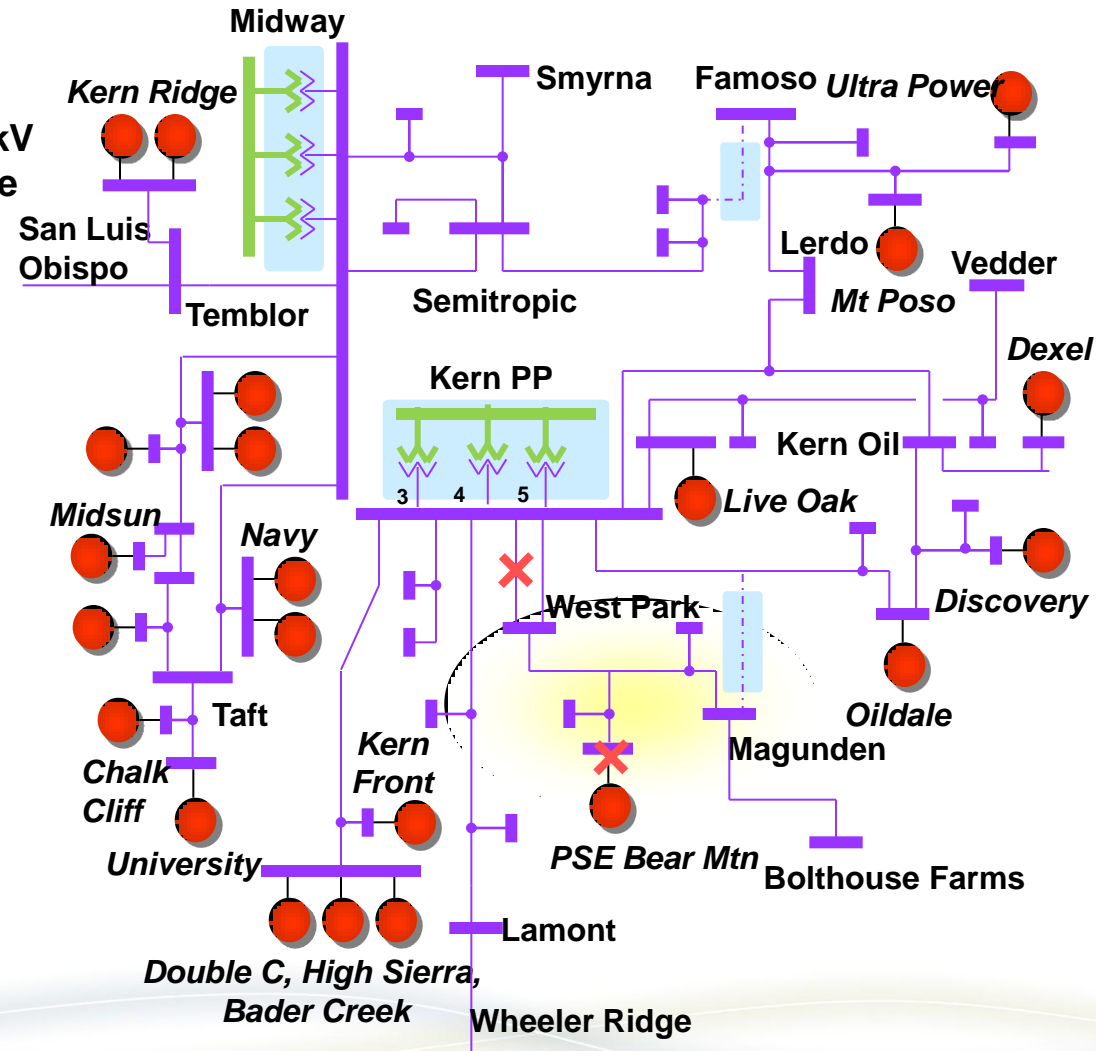 Midway
Smyrna
Famoso
Ultra Power
Kern Ridge
kV
e
San Luis
Obispo
Lerdo
Vedder
Temblor
Semitropic
Mt Poso
Dexel
Kern PP
Kern Oil
3 4 5
Live Oak
Midsun
Navy
West Park
Discovery
Taft
Oildale
Kern
Front
Magunden
Chalk
Cliff
University
PSE Bear Mtn
Bolthouse Farms
Lamont
Double C, High Sierra,
Bader Creek
Wheeler Ridge